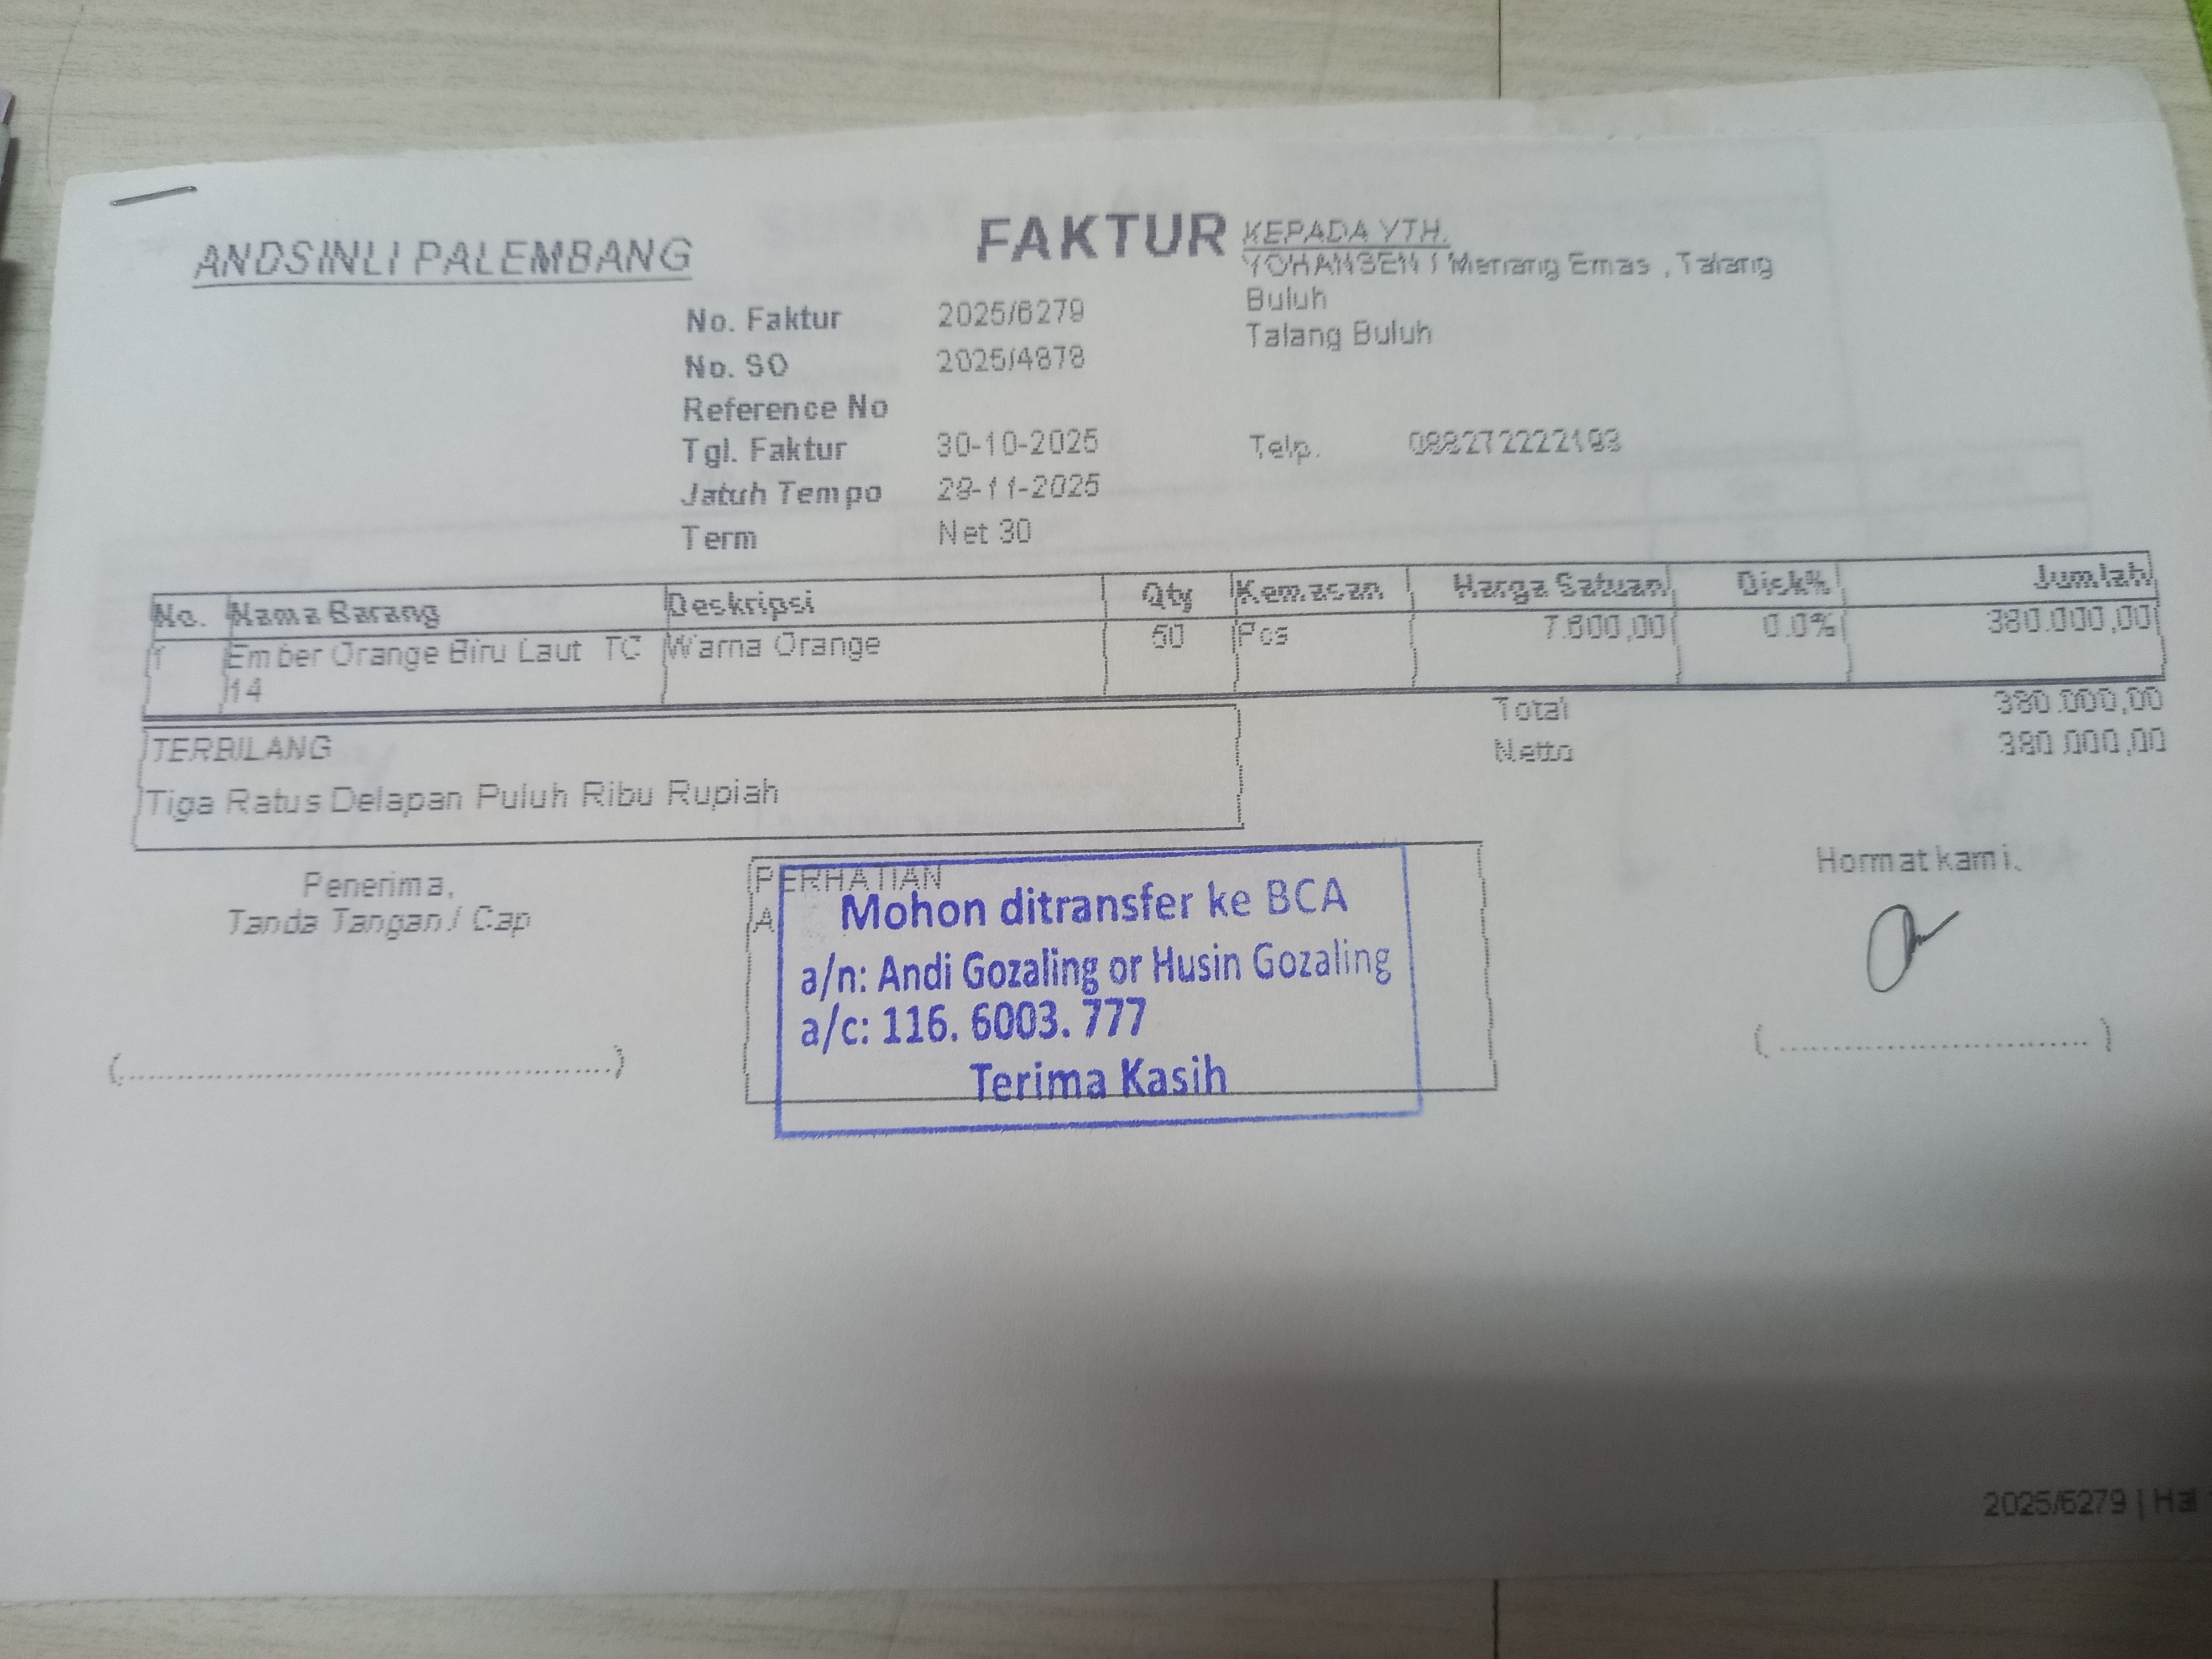 ANDSINLI PALEMBANG
FAKTUR
KEPADA YTH.
YOHANSEN / Menang Emas , Talang
Buluh
Talang Buluh
No. Faktur 2025/6279
No. SO 2025/4878
Reference No
Tgl. Faktur 30-10-2025
Telp. 088272222193
Jatuh Tempo 29-11-2025
Term Net 30
No. Nama Barang Deskripsi Qty Kemasan Harga Satuan Disk% Jumlah
1 Ember Orange Biru Laut TC Warna Orange 50 Pcs 7.600,00 0.0% 380.000,00
14
Total 380.000,00
Netto 380.000,00
TERBILANG
Tiga Ratus Delapan Puluh Ribu Rupiah
Penerima,
Tanda Tangan / Cap
(..................................................)
PERHATIAN
A
Mohon ditransfer ke BCA
a/n: Andi Gozaling or Husin Gozaling
a/c: 116. 6003. 777
Terima Kasih
Hormat kami,
( .............................. )
2025/6279 | Hal